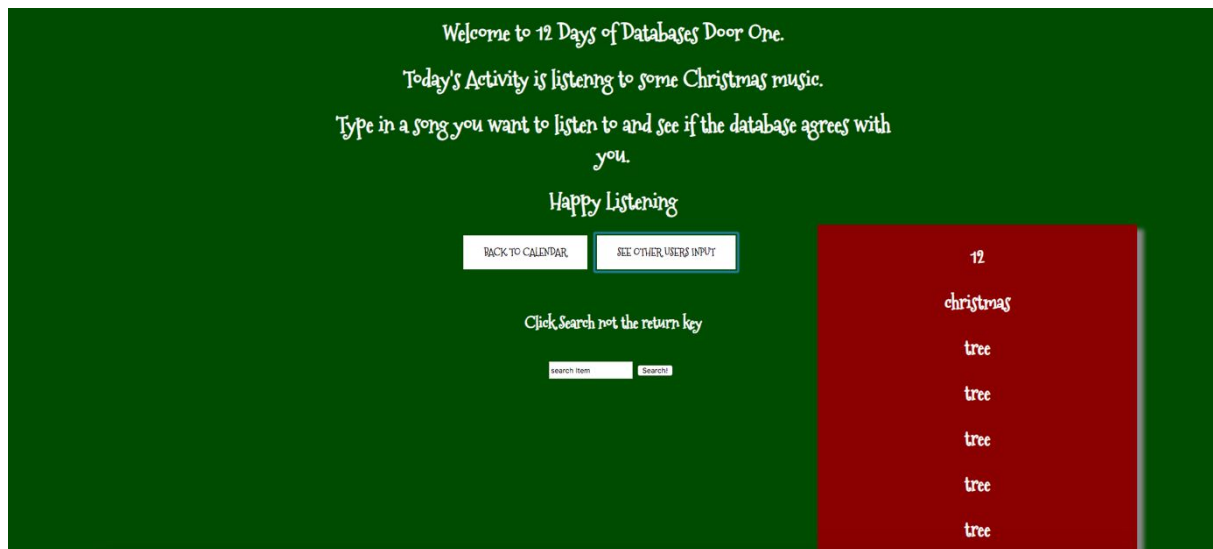 Welcome to 12 Days of Databases Door One.
Today's Activity is listenng to some Christmas music.
Type in a song you want to listen to and see if the database agrees with
you.
Happy Listening
BACK TO CALENDAR
SEE OTHER USERS INPUT
Click Search not the return key
search item
Search!
12
christmas
tree
tree
tree
tree
tree